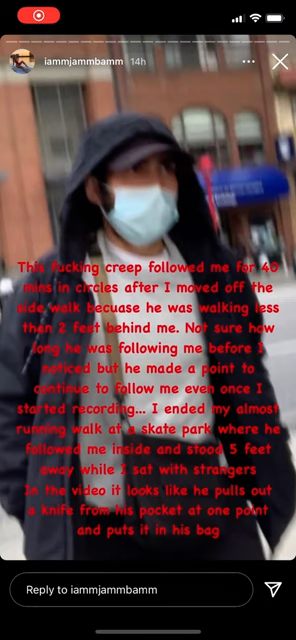 iammjammbamm 14h
This fucking creep followed me for 40
mins in circles after I moved off the
side walk becuase he was walking less
then 2 feet behind me. Not sure how
long he was following me before I
noticed but he made a point to
continue to follow me even once I
started recording... I ended my almost
running walk at a skate park where he
followed me inside and stood 5 feet
away while I sat with strangers
In the video it looks like he pulls out
a knife from his pocket at one point
and puts it in his bag
Reply to iammjammbamm